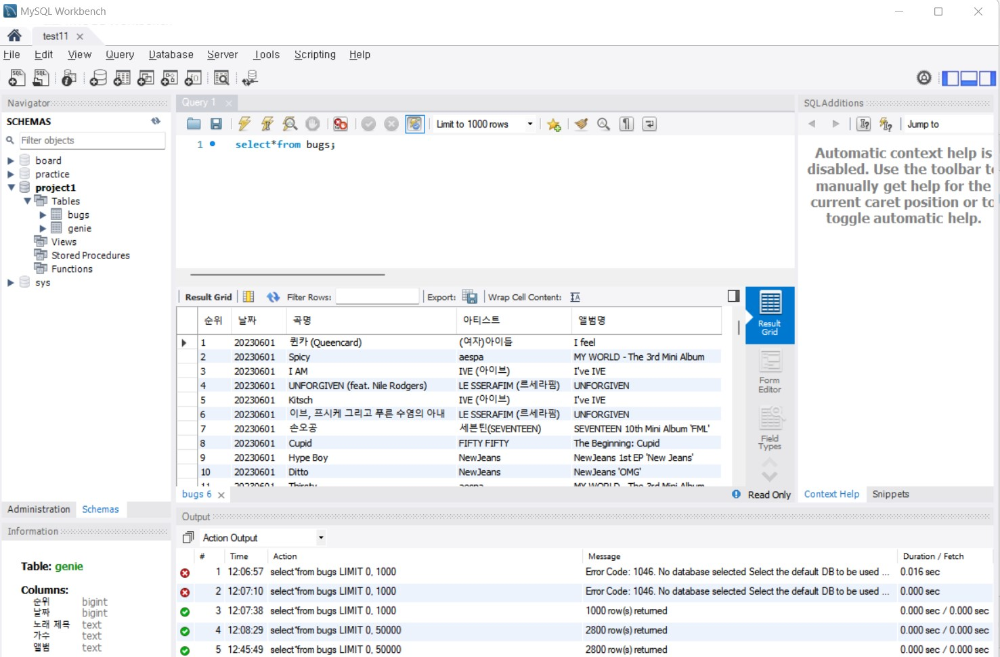 MySQL Workbench
test11
File Edit View Query Database Server Tools Scripting Help
Navigator
SCHEMAS
Filter objects
board
practice
project1
Tables
bugs
genie
Views
Stored Procedures
Functions
sys
Administration Schemas
Information
Table: genie
Columns:
순위 bigint
날짜 bigint
노래 제목 text
가수 text
앨범 text
Query 1
Limit to 1000 rows
1 select*from bugs;
Result Grid Filter Rows: Export: Wrap Cell Content:
순위 날짜 곡명 아티스트 앨범명
1 20230601 퀸카 (Queencard) (여자)아이들 I feel
2 20230601 Spicy aespa MY WORLD - The 3rd Mini Album
3 20230601 I AM IVE (아이브) I've IVE
4 20230601 UNFORGIVEN (feat. Nile Rodgers) LE SSERAFIM (르세라핌) UNFORGIVEN
5 20230601 Kitsch IVE (아이브) I've IVE
6 20230601 이브, 프시케 그리고 푸른 수염의 아내 LE SSERAFIM (르세라핌) UNFORGIVEN
7 20230601 손오공 세븐틴(SEVENTEEN) SEVENTEEN 10th Mini Album 'FML'
8 20230601 Cupid FIFTY FIFTY The Beginning: Cupid
9 20230601 Hype Boy NewJeans NewJeans 1st EP 'New Jeans'
10 20230601 Ditto NewJeans NewJeans 'OMG'
11 20230601 Thirsty aespa MY WORLD - The 3rd Mini Album
Result
Grid
Form
Editor
Field
Types
bugs 6
Read Only
SQLAdditions
Jump to
Automatic context help is
disabled. Use the toolbar to
manually get help for the
current caret position or to
toggle automatic help.
Context Help Snippets
Output
Action Output
# Time Action Message Duration / Fetch
1 12:06:57 select*from bugs LIMIT 0, 1000 Error Code: 1046. No database selected Select the default DB to be used ... 0.016 sec
2 12:07:10 select*from bugs LIMIT 0, 1000 Error Code: 1046. No database selected Select the default DB to be used ... 0.000 sec
3 12:07:38 select*from bugs LIMIT 0, 1000 1000 row(s) returned 0.000 sec / 0.000 sec
4 12:08:29 select*from bugs LIMIT 0, 50000 2800 row(s) returned 0.000 sec / 0.000 sec
5 12:45:49 select*from bugs LIMIT 0, 50000 2800 row(s) returned 0.000 sec / 0.000 sec